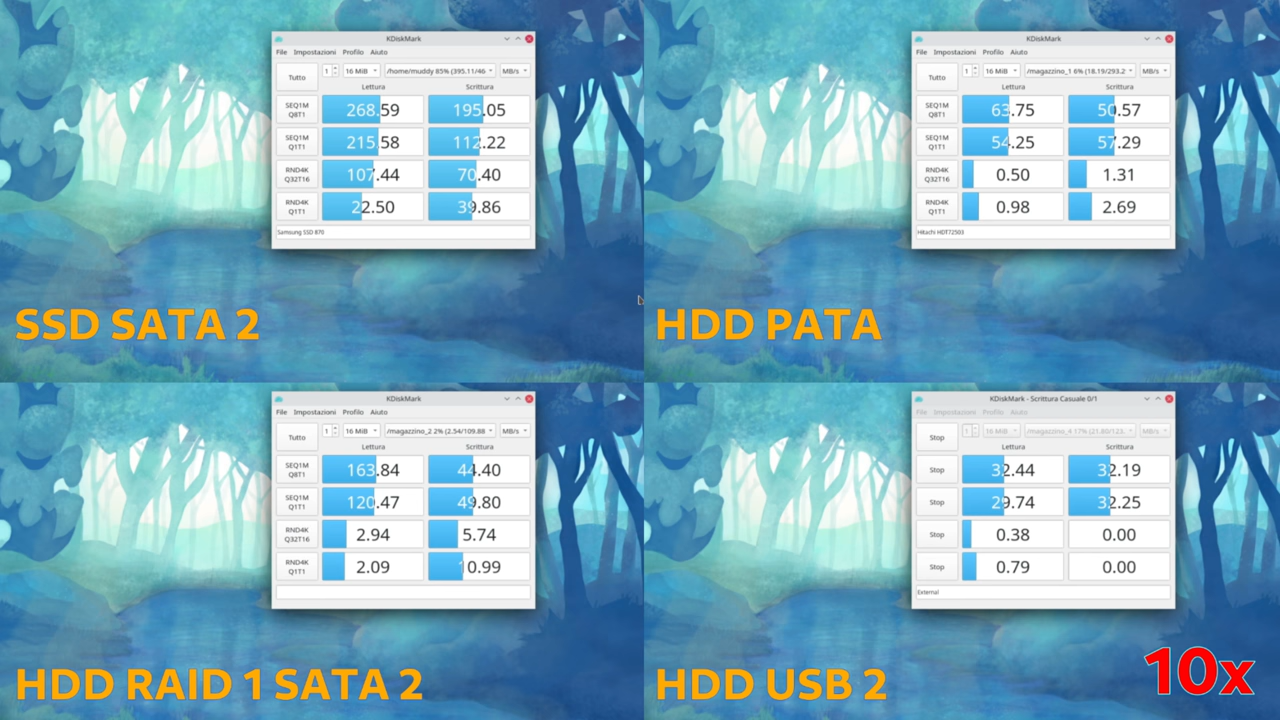 KDiskMark
File Impostazioni Profilo Aiuto
Tutto 1 16 MiB /home/muddy 85% (395.11/46 MB/s
Lettura Scrittura
SEQ1M Q8T1 268.59 195.05
SEQ1M Q1T1 215.58 112.22
RND4K Q32T16 107.44 70.40
RND4K Q1T1 22.50 39.86
Samsung SSD 870
SSD SATA 2
KDiskMark
File Impostazioni Profilo Aiuto
Tutto 1 16 MiB /magazzino_1 6% (18.19/293.2 MB/s
Lettura Scrittura
SEQ1M Q8T1 63.75 50.57
SEQ1M Q1T1 54.25 57.29
RND4K Q32T16 0.50 1.31
RND4K Q1T1 0.98 2.69
Hitachi HDT72503
HDD PATA
KDiskMark
File Impostazioni Profilo Aiuto
Tutto 1 16 MiB /magazzino_2 2% (2.54/109.88 MB/s
Lettura Scrittura
SEQ1M Q8T1 163.84 44.40
SEQ1M Q1T1 120.47 49.80
RND4K Q32T16 2.94 5.74
RND4K Q1T1 2.09 10.99
HDD RAID 1 SATA 2
KDiskMark - Scrittura Casuale 0/1
File Impostazioni Profilo Aiuto
Stop 1 16 MiB /magazzino_4 17% (21.80/123. MB/s
Lettura Scrittura
Stop 32.44 32.19
Stop 29.74 32.25
Stop 0.38 0.00
Stop 0.79 0.00
External
HDD USB 2
10x